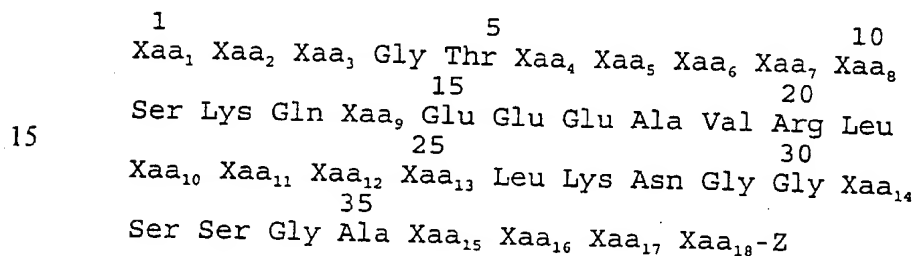 1 5 10
Xaa₁ Xaa₂ Xaa₃ Gly Thr Xaa₄ Xaa₅ Xaa₆ Xaa₇ Xaa₈
15 20
Ser Lys Gln Xaa₉ Glu Glu Glu Ala Val Arg Leu
15 25 30
Xaa₁₀ Xaa₁₁ Xaa₁₂ Xaa₁₃ Leu Lys Asn Gly Gly Xaa₁₄
35
Ser Ser Gly Ala Xaa₁₅ Xaa₁₆ Xaa₁₇ Xaa₁₈-Z